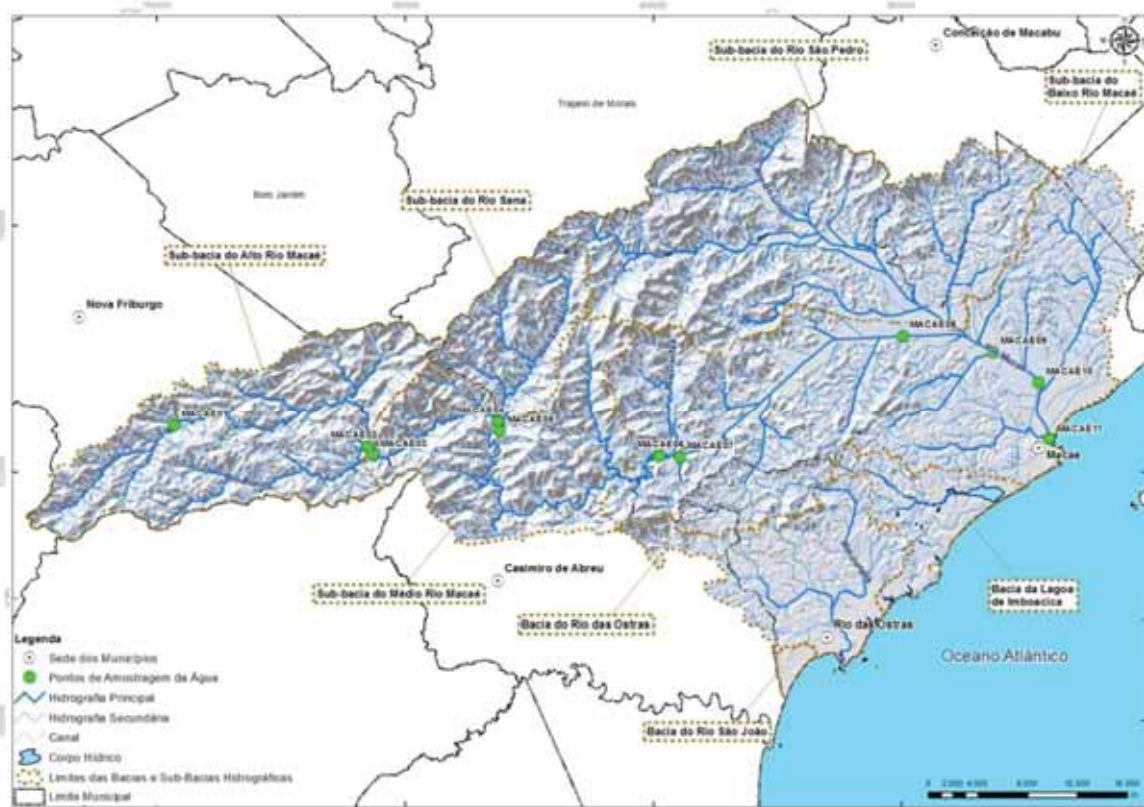 Conceição de Macabu
Sub-bacia do Rio São Pedro
Sub-bacia do
Baixo Rio Macaé
Trajano de Morais
Bom Jardim
Sub-bacia do Rio Sana
Sub-bacia do Alto Rio Macaé
Nova Friburgo
MACAE08
MACAE09
MACAE10
MACAE01
MACAE11
Macaé
MACAE06
MACAE07
Casimiro de Abreu
Sub-bacia do Médio Rio Macaé
Bacia do Rio das Ostras
Bacia da Lagoa
de Imboacica
Rio das Ostras
Oceano Atlântico
Bacia do Rio São João
Legenda
Sede dos Municípios
Pontos de Amostragem da Água
Hidrografia Principal
Hidrografia Secundária
Canal
Corpo Hídrico
Limites das Bacias e Sub-Bacias Hidrográficas
Limite Municipal